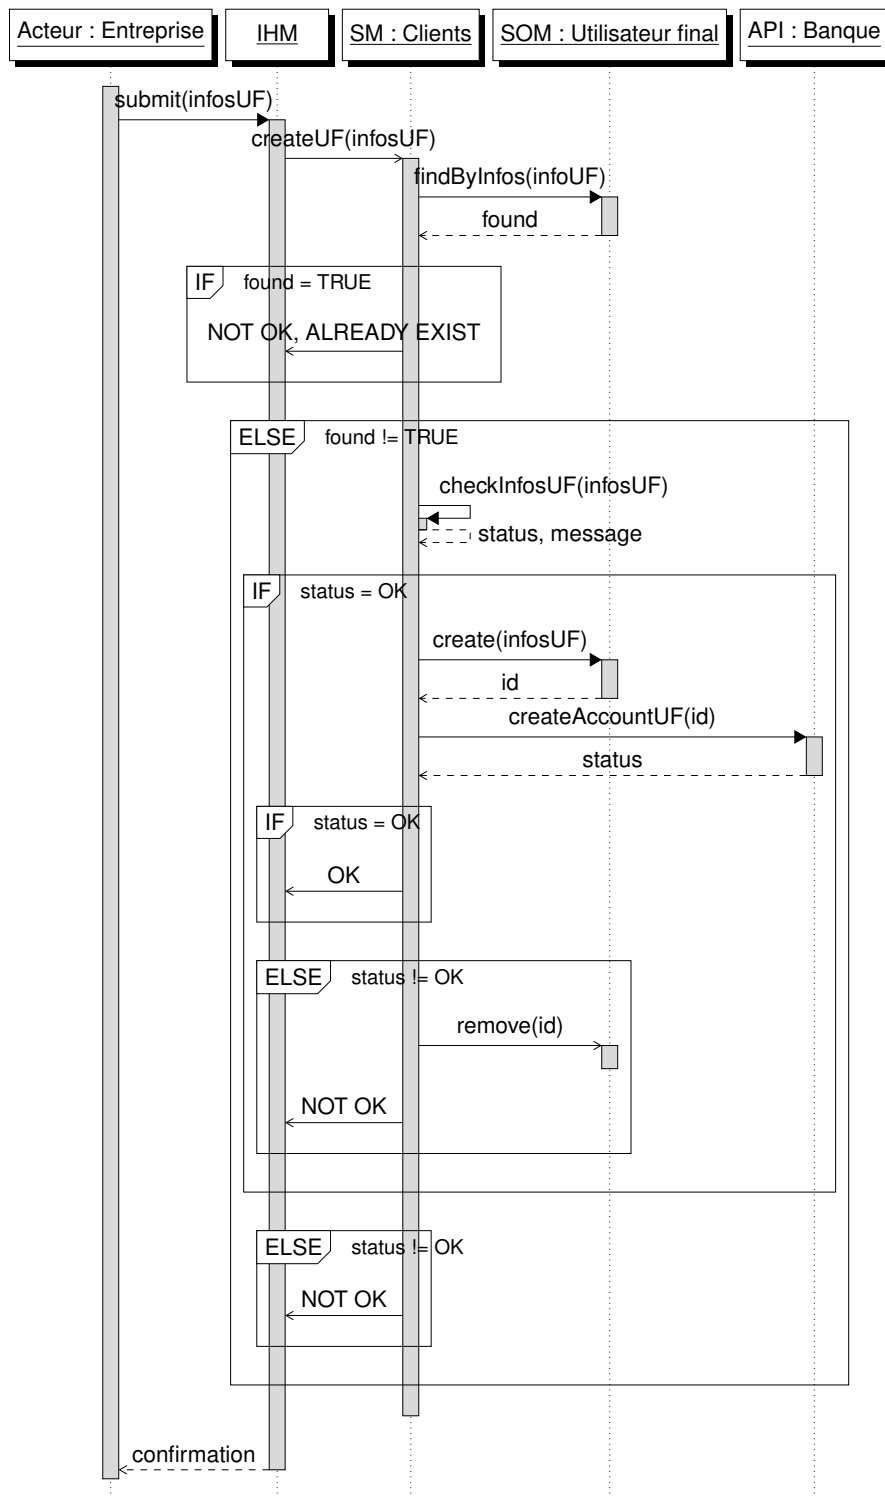 Acteur : Entreprise
IHM
SM : Clients
SOM : Utilisateur final
API : Banque
submit(infosUF)
createUF(infosUF)
findByInfos(infoUF)
found
IF found = TRUE
NOT OK, ALREADY EXIST
ELSE found != TRUE
checkInfosUF(infosUF)
status, message
IF status = OK
create(infosUF)
id
createAccountUF(id)
status
IF status = OK
OK
ELSE status != OK
remove(id)
NOT OK
ELSE status != OK
NOT OK
confirmation